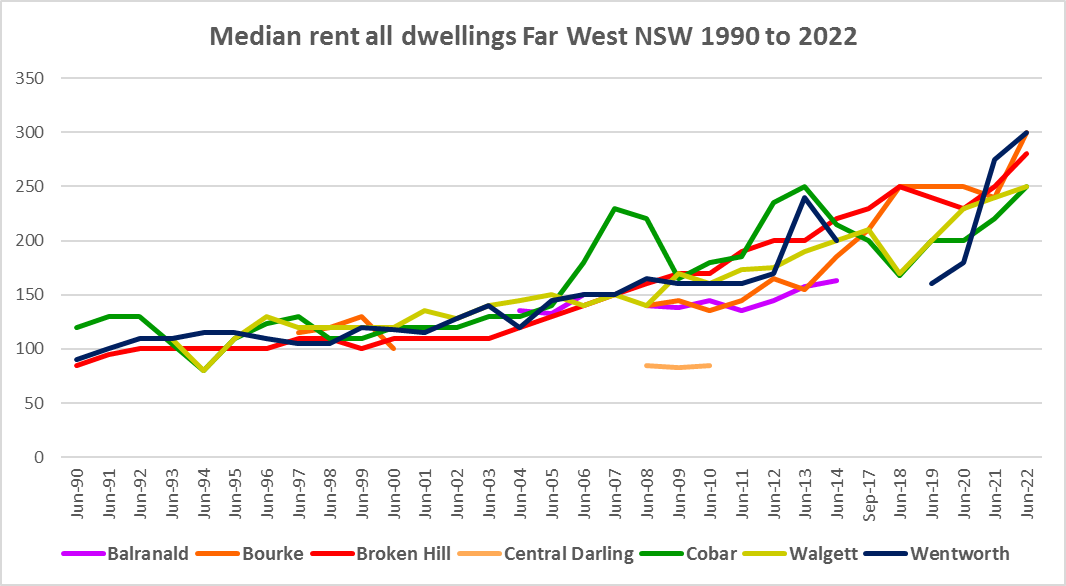 Median rent all dwellings Far West NSW 1990 to 2022
350
300
250
200
150
100
50
0
Jun-90
Jun-91
Jun-92
Jun-93
Jun-94
Jun-95
Jun-96
Jun-97
Jun-98
Jun-99
Jun-00
Jun-01
Jun-02
Jun-03
Jun-04
Jun-05
Jun-06
Jun-07
Jun-08
Jun-09
Jun-10
Jun-11
Jun-12
Jun-13
Jun-14
Sep-17
Jun-18
Jun-19
Jun-20
Jun-21
Jun-22
Balranald Bourke Broken Hill Central Darling Cobar Walgett Wentworth